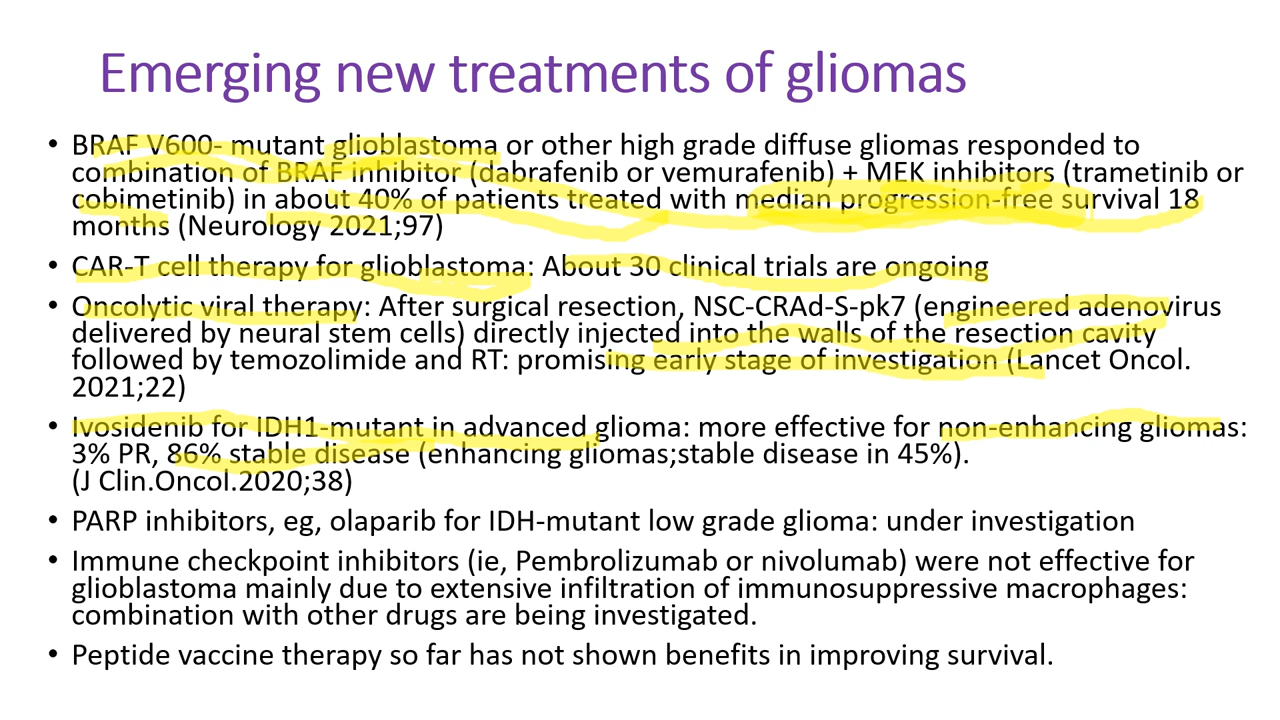 Emerging new treatments of gliomas
• BRAF V600- mutant glioblastoma or other high grade diffuse gliomas responded to
combination of BRAF inhibitor (dabrafenib or vemurafenib) + MEK inhibitors (trametinib or
cobimetinib) in about 40% of patients treated with median progression-free survival 18
months (Neurology 2021;97)
• CAR-T cell therapy for glioblastoma: About 30 clinical trials are ongoing
• Oncolytic viral therapy: After surgical resection, NSC-CRAd-S-pk7 (engineered adenovirus
delivered by neural stem cells) directly injected into the walls of the resection cavity
followed by temozolimide and RT: promising early stage of investigation (Lancet Oncol.
2021;22)
• Ivosidenib for IDH1-mutant in advanced glioma: more effective for non-enhancing gliomas:
3% PR, 86% stable disease (enhancing gliomas;stable disease in 45%).
(J Clin.Oncol.2020;38)
• PARP inhibitors, eg, olaparib for IDH-mutant low grade glioma: under investigation
• Immune checkpoint inhibitors (ie, Pembrolizumab or nivolumab) were not effective for
glioblastoma mainly due to extensive infiltration of immunosuppressive macrophages:
combination with other drugs are being investigated.
• Peptide vaccine therapy so far has not shown benefits in improving survival.